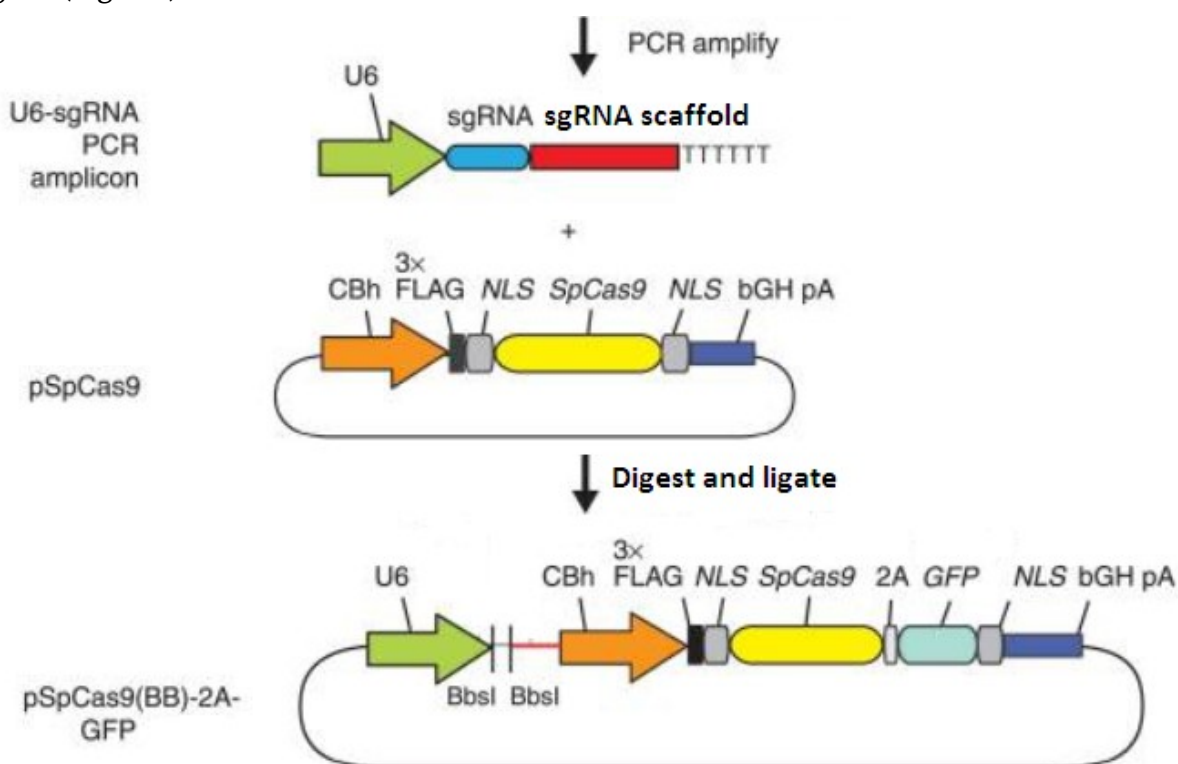 PCR amplify
U6
U6-sgRNA
PCR
amplicon
sgRNA sgRNA scaffold
TTTTTT
+
3×
CBh FLAG NLS SpCas9 NLS bGH pA
pSpCas9
Digest and ligate
3×
U6 CBh FLAG NLS SpCas9 2A GFP NLS bGH pA
BbsI BbsI
pSpCas9(BB)-2A-
GFP